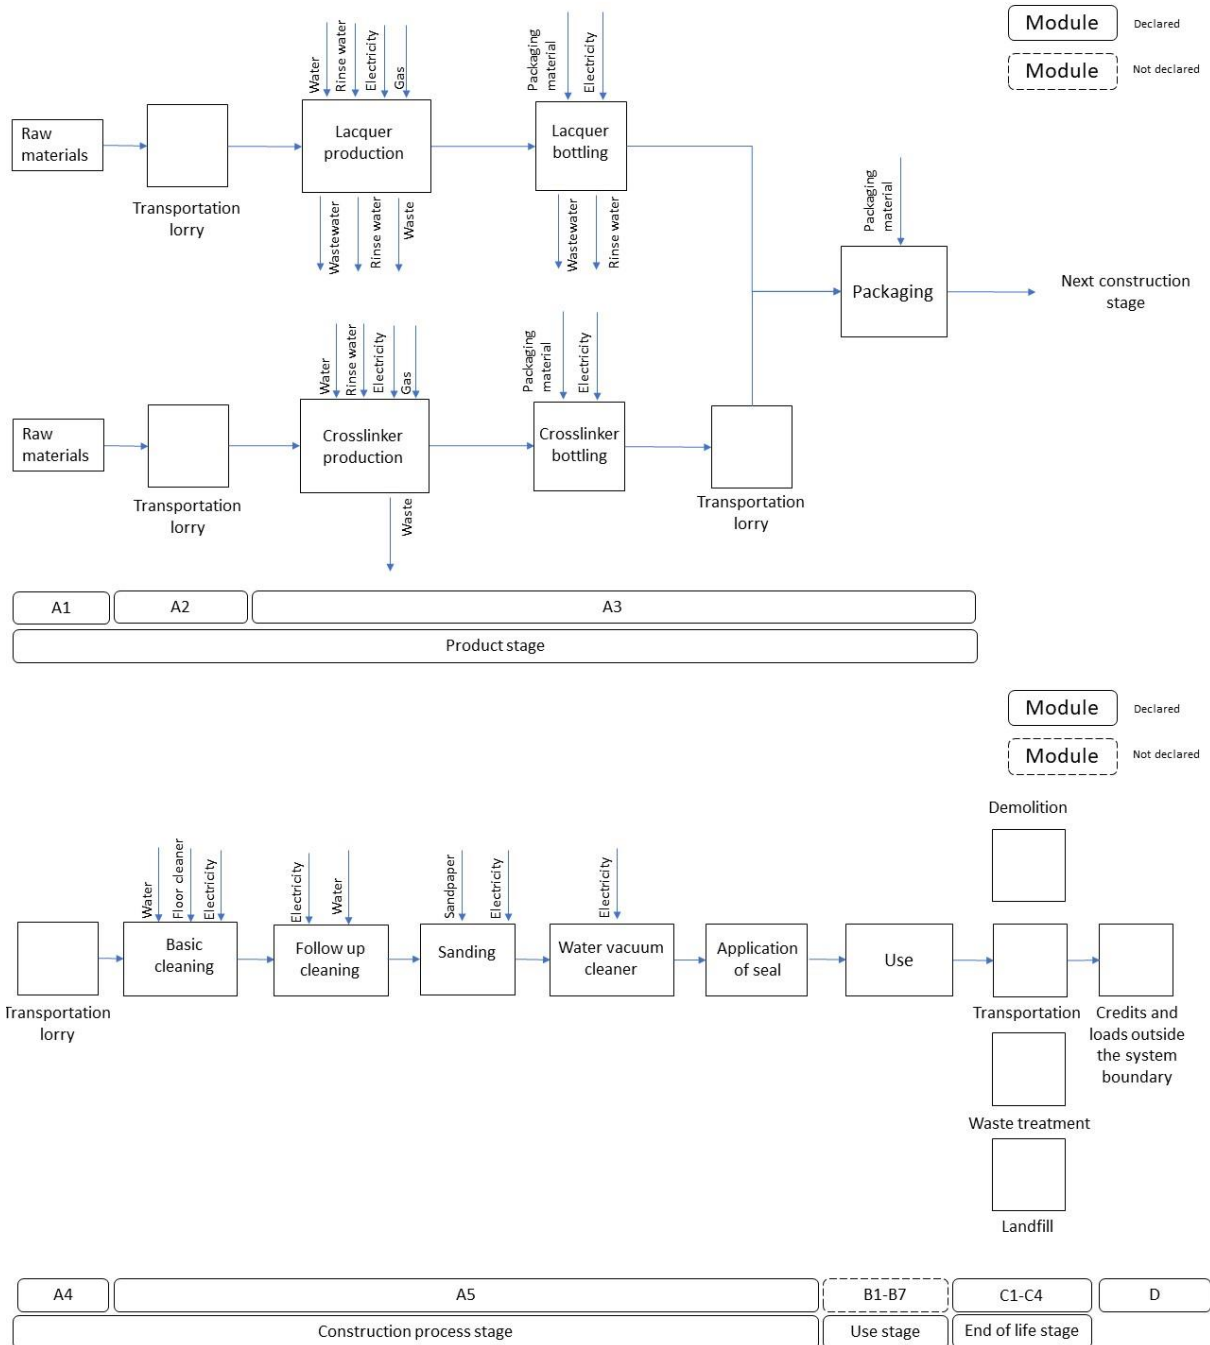 Module
Declared
Module
Not declared
Water
Rinse water
Electricity
Gas
Packaging
material
Electricity
Raw
materials
Transportation
lorry
Lacquer
production
Lacquer
bottling
Wastewater
Rinse water
Waste
Wastewater
Rinse water
Packaging
material
Packaging
Next construction
stage
Water
Rinse water
Electricity
Gas
Packaging
material
Electricity
Raw
materials
Transportation
lorry
Crosslinker
production
Crosslinker
bottling
Transportation
lorry
Waste
A1
A2
A3
Product stage
Module
Declared
Module
Not declared
Demolition
Water
Floor cleaner
Electricity
Electricity
Water
Sandpaper
Electricity
Electricity
Transportation
lorry
Basic
cleaning
Follow up
cleaning
Sanding
Water vacuum
cleaner
Application
of seal
Use
Transportation
Credits and
loads outside
the system
boundary
Waste treatment
Landfill
A4
A5
B1-B7
C1-C4
D
Construction process stage
Use stage
End of life stage